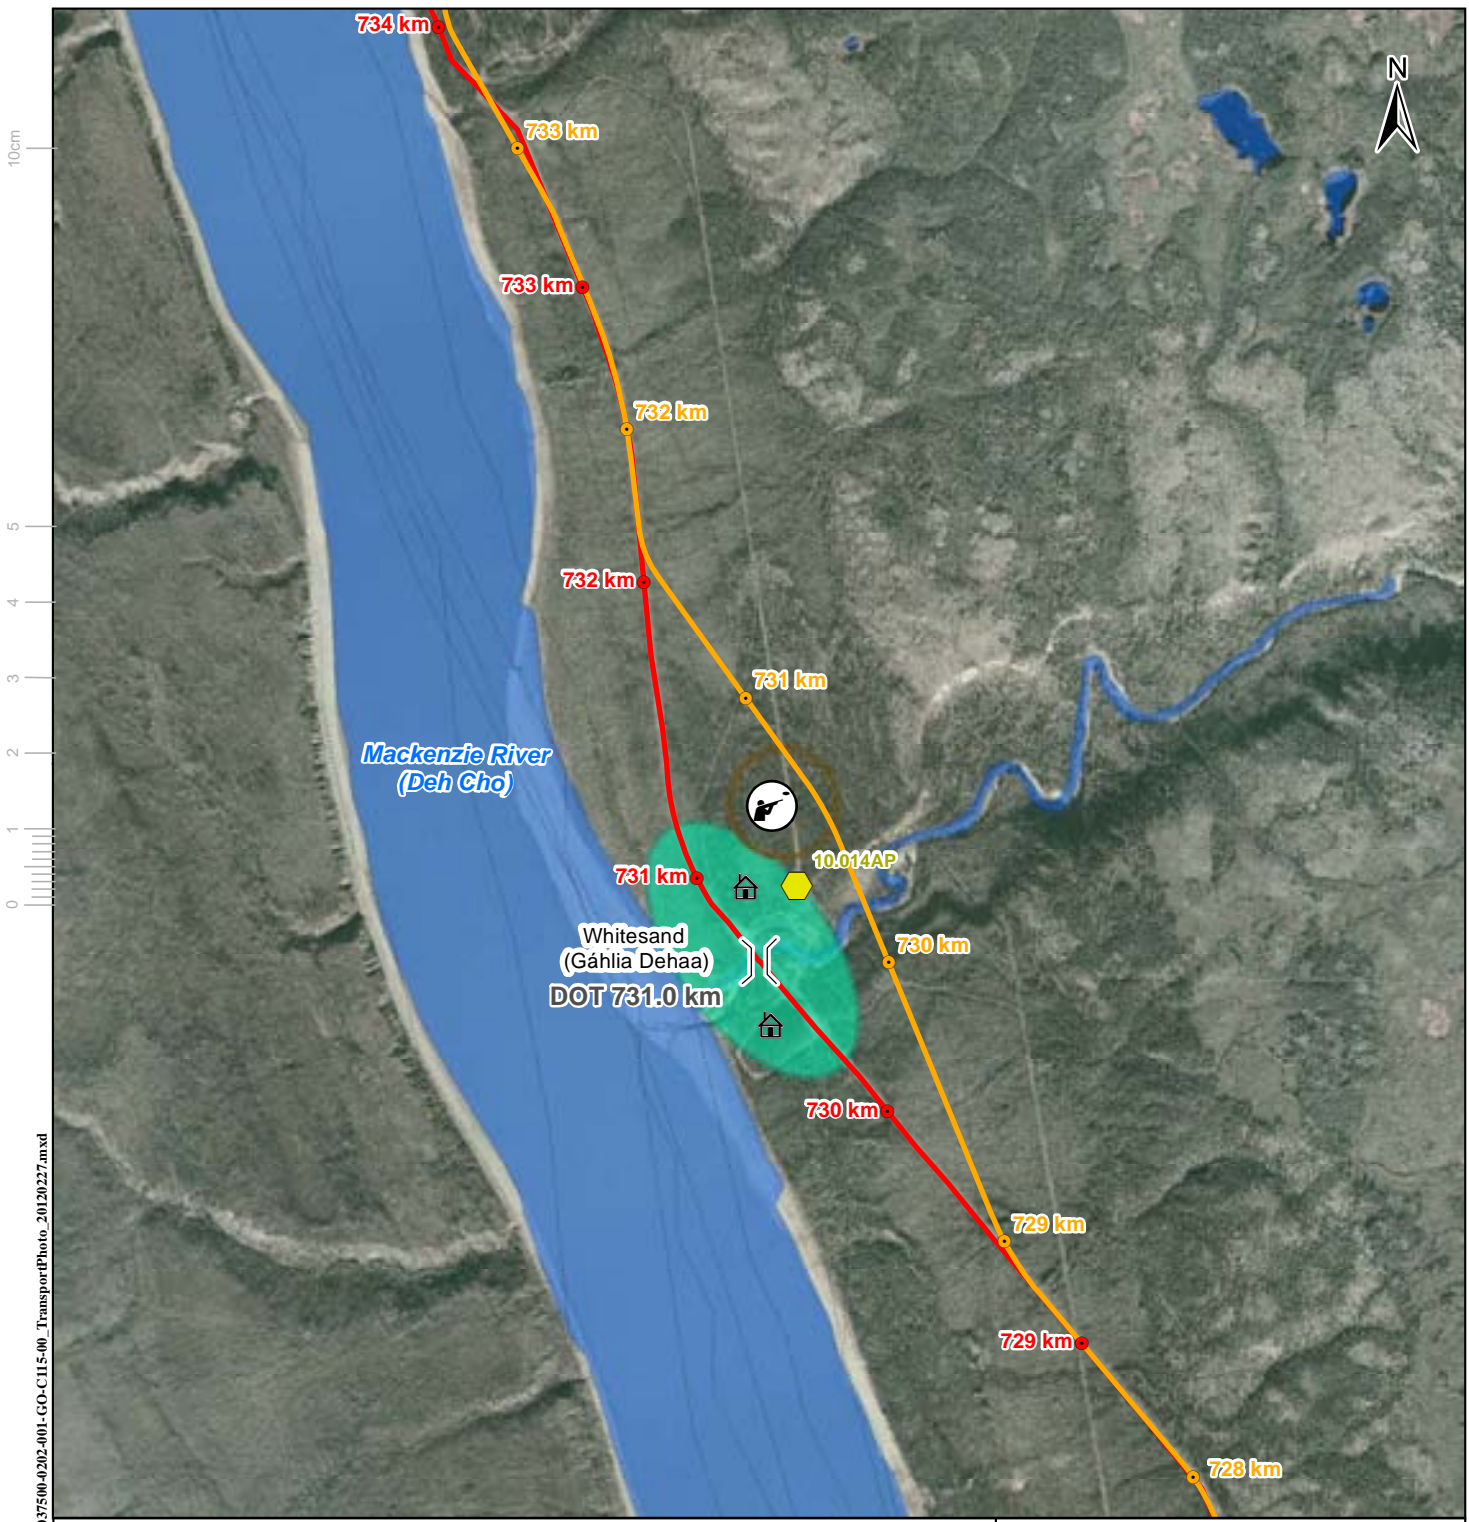 734 km
N
733 km
10cm
733 km
732 km
5
732 km
4
731 km
3
Mackenzie River
(Deh Cho)
2
1
10.014AP
731 km
0
Whitesand
(Gáhlia Dehaa)
730 km
DOT 731.0 km
730 km
729 km
729 km
728 km
037500-0202-001-GO-C115-00_TransportPhoto_20120227.mxd